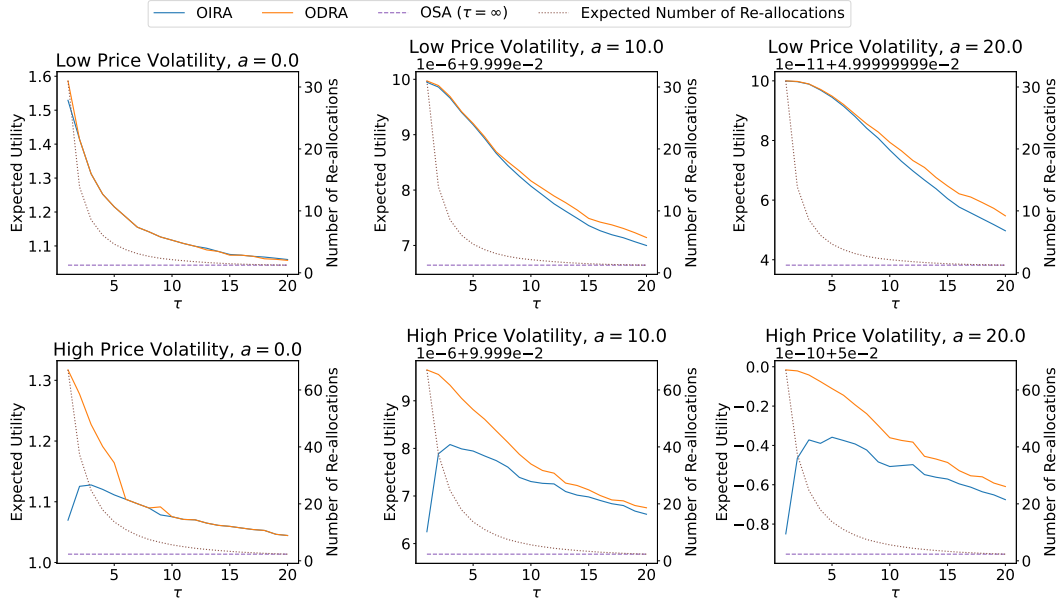 OIRA ODRA OSA (τ = ∞) Expected Number of Re-allocations
Low Price Volatility, a = 0.0
Low Price Volatility, a = 10.0
Low Price Volatility, a = 20.0
1e−6+9.999e−2
1e−11+4.99999999e−2
Expected Utility
1.6
1.5
1.4
1.3
1.2
1.1
5 10 15 20
τ
30
20
10
0
Number of Re-allocations
Expected Utility
10
9
8
7
5 10 15 20
τ
30
20
10
0
Number of Re-allocations
Expected Utility
10
8
6
4
5 10 15 20
τ
30
20
10
0
Number of Re-allocations
High Price Volatility, a = 0.0
High Price Volatility, a = 10.0
High Price Volatility, a = 20.0
1e−6+9.999e−2
1e−10+5e−2
Expected Utility
1.3
1.2
1.1
1.0
5 10 15 20
τ
60
40
20
0
Number of Re-allocations
Expected Utility
9
8
7
6
5 10 15 20
τ
60
40
20
0
Number of Re-allocations
Expected Utility
0.0
−0.2
−0.4
−0.6
−0.8
5 10 15 20
τ
60
40
20
0
Number of Re-allocations